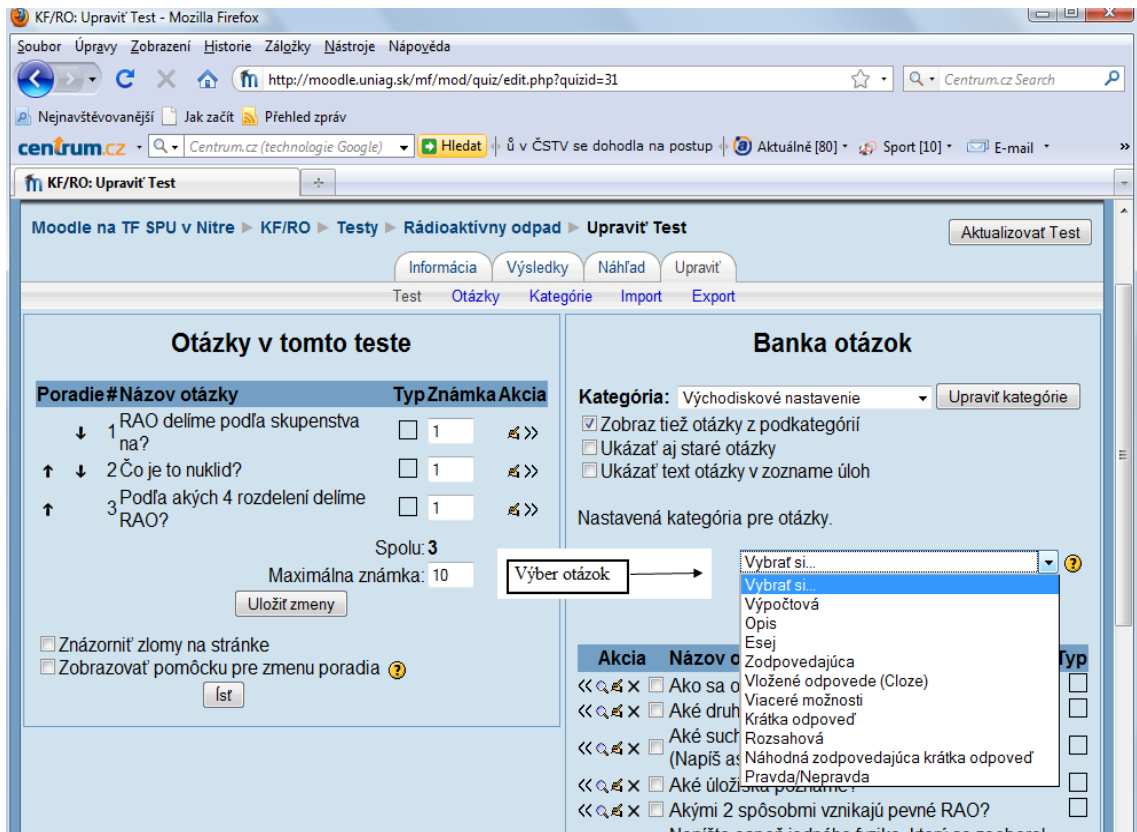 KF/RO: Upraviť Test - Mozilla Firefox
Soubor Úpravy Zobrazení Historie Záložky Nástroje Nápověda
http://moodle.uniag.sk/mf/mod/quiz/edit.php?quizid=31 Centrum.cz Search
Nejnavštěvovanější Jak začít Přehled zpráv
centrum.cz Centrum.cz (technologie Google) Hledat ů v ČSTV se dohodla na postup Aktuálně [80] Sport [10] E-mail »
KF/RO: Upraviť Test
Moodle na TF SPU v Nitre ► KF/RO ► Testy ► Rádioaktívny odpad ► Upraviť Test Aktualizovať Test
Informácia Výsledky Náhľad Upraviť
Test Otázky Kategórie Import Export
Otázky v tomto teste
Poradie # Názov otázky Typ Známka Akcia
1 RAO delíme podľa skupenstva na? 1
2 Čo je to nuklid? 1
3 Podľa akých 4 rozdelení delíme RAO? 1
Spolu: 3
Maximálna známka: 10
Uložiť zmeny
Znázorniť zlomy na stránke
Zobrazovať pomôcku pre zmenu poradia
Ísť
Banka otázok
Kategória: Východiskové nastavenie Upraviť kategórie
Zobraz tiež otázky z podkategórií
Ukázať aj staré otázky
Ukázať text otázky v zozname úloh
Nastavená kategória pre otázky.
Výber otázok
Vybrať si...
Vybrať si...
Výpočtová
Opis
Esej
Zodpovedajúca
Vložené odpovede (Cloze)
Viaceré možnosti
Krátka odpoveď
Rozsahová
Náhodná zodpovedajúca krátka odpoveď
Pravda/Nepravda
Akcia Názov Typ
Ako sa
Aké
Aké
(Napíš
Aké
Akými 2 spôsobmi vznikajú pevné RAO?